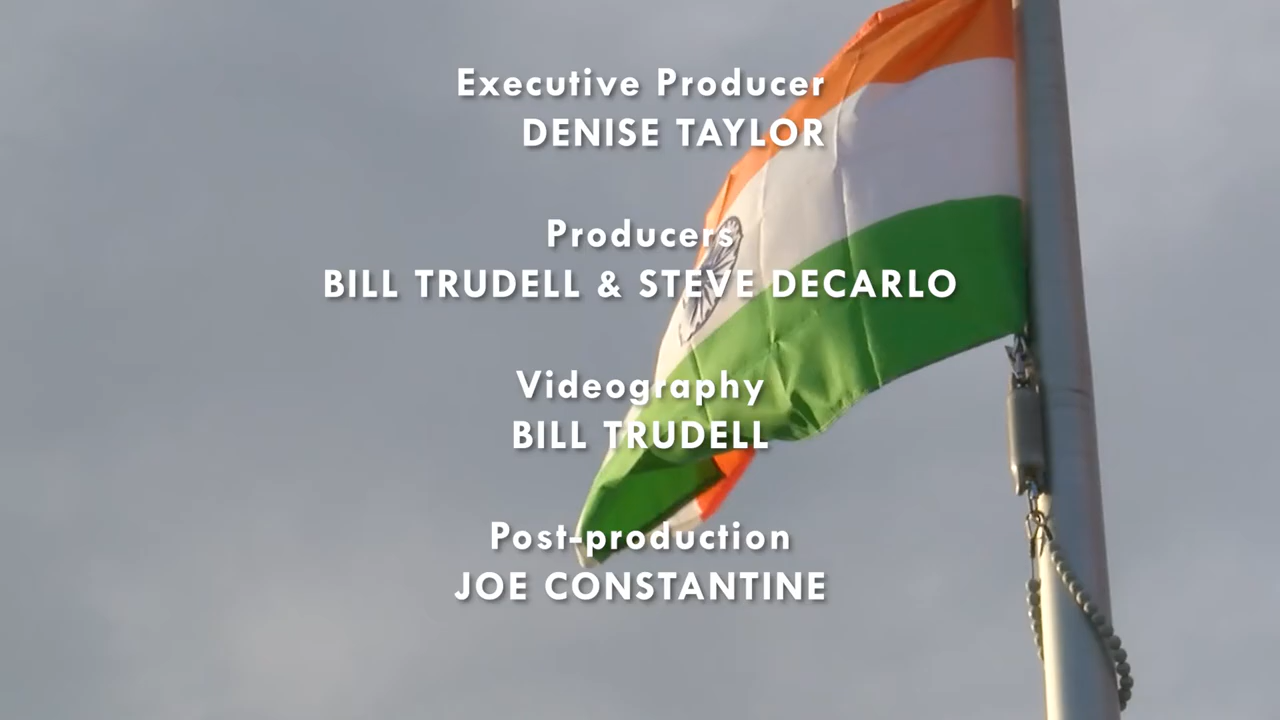 Executive Producer
DENISE TAYLOR
Producers
BILL TRUDELL & STEVE DECARLO
Videography
BILL TRUDELL
Post-production
JOE CONSTANTINE